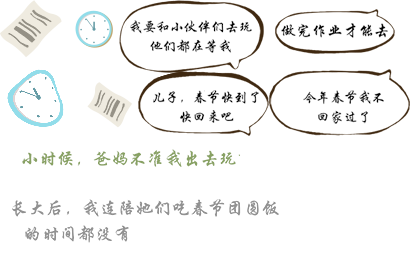 我要和小伙伴们去玩
他们都在等我
做完作业才能去
儿子，春节快到了
快回来吧
今年春节我不
回家过了
小时候，爸妈不准我出去玩
长大后，我连陪她们吃春节团圆饭
的时间都没有